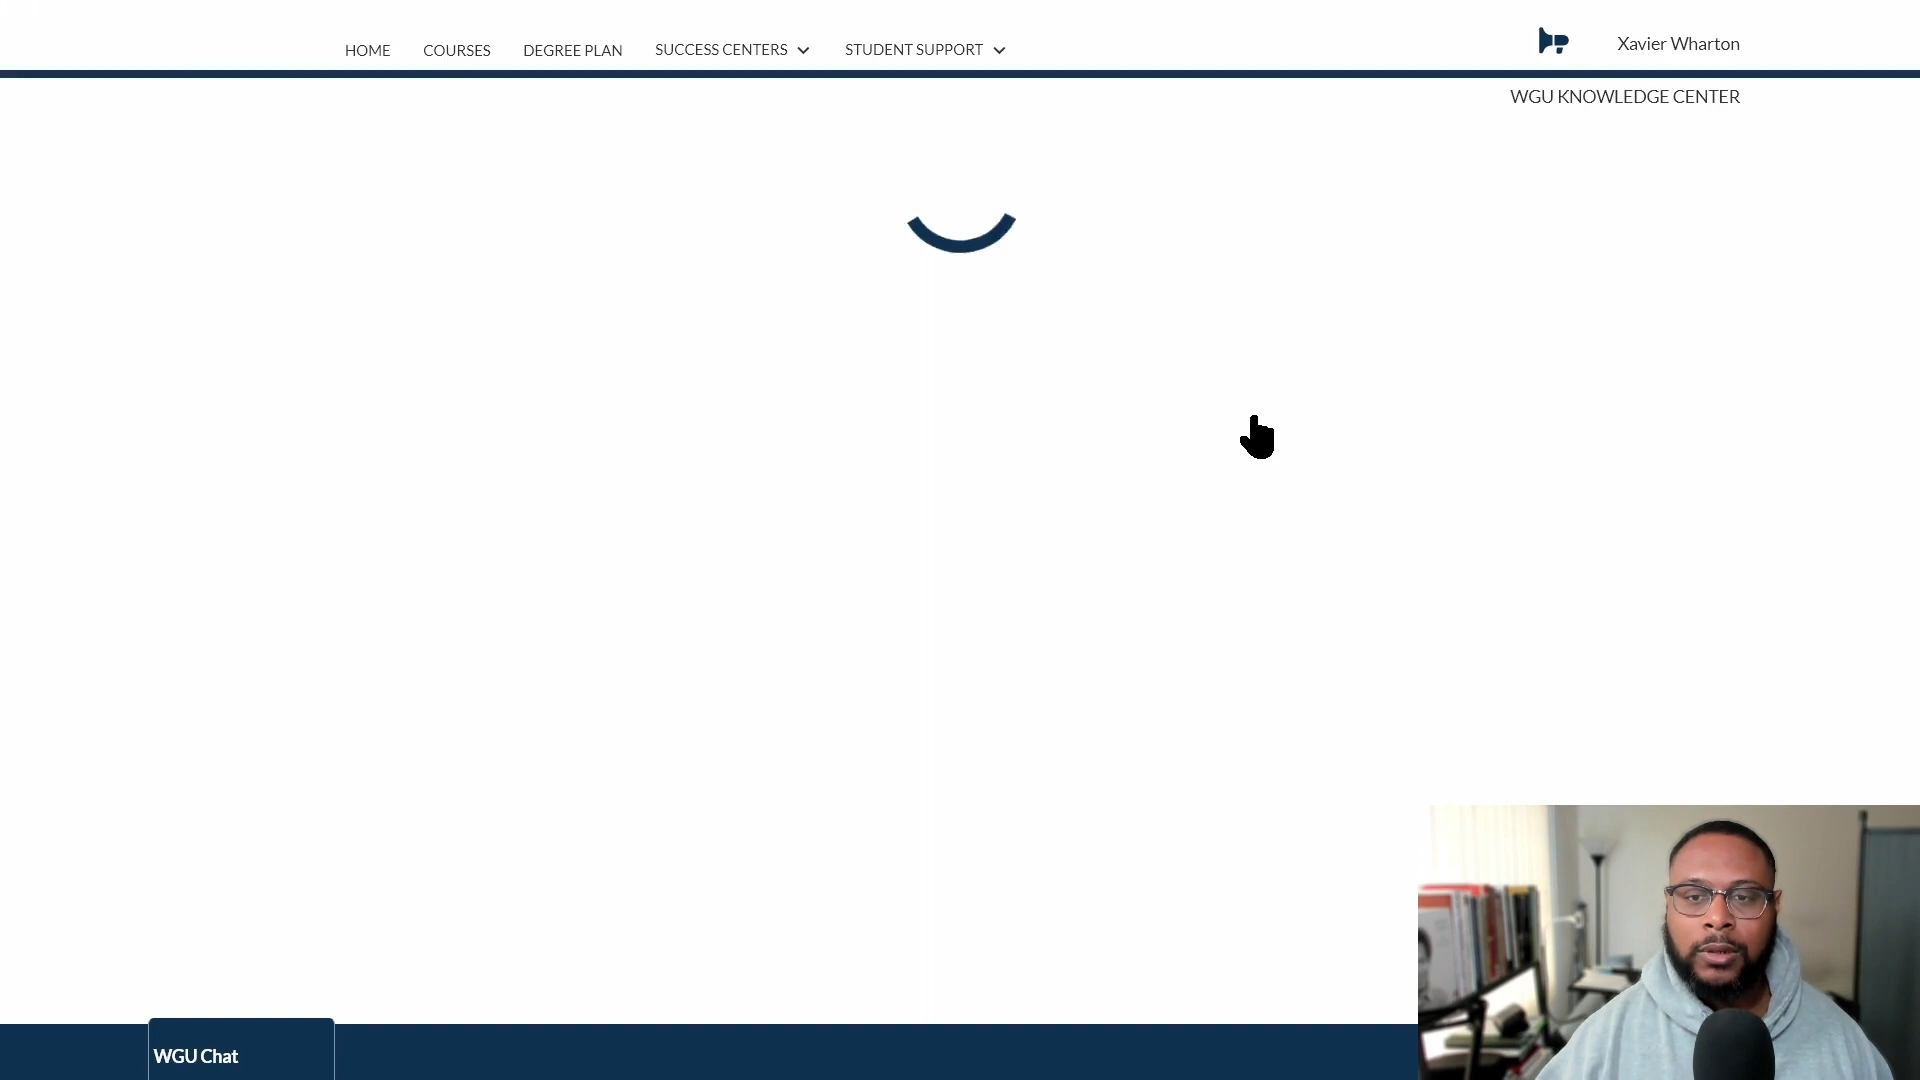 HOME COURSES DEGREE PLAN SUCCESS CENTERS STUDENT SUPPORT Xavier Wharton
WGU KNOWLEDGE CENTER
WGU Chat